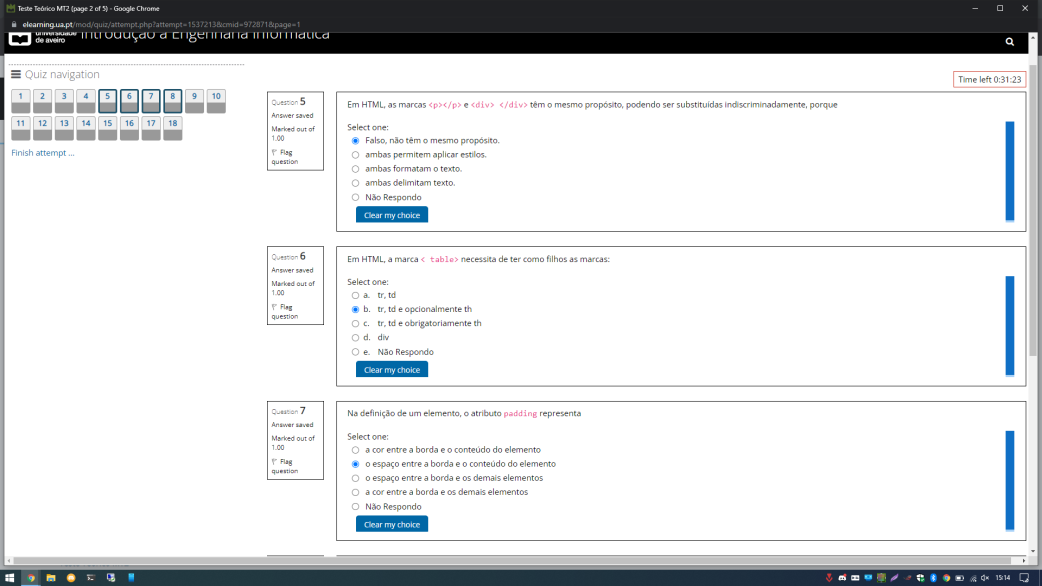 Teste Teórico MT2 (page 2 of 5) - Google Chrome
elearning.ua.pt/mod/quiz/attempt.php?attempt=1537213&cmid=972871&page=1
universidade
de aveiro
Introdução à Engenharia Informática
Quiz navigation
Time left 0:31:23
1 2 3 4 5 6 7 8 9 10
11 12 13 14 15 16 17 18
Finish attempt ...
Question 5
Answer saved
Marked out of
1.00
Flag
question
Em HTML, as marcas <p></p> e <div> </div> têm o mesmo propósito, podendo ser substituídas indiscriminadamente, porque
Select one:
Falso, não têm o mesmo propósito.
ambas permitem aplicar estilos.
ambas formatam o texto.
ambas delimitam texto.
Não Respondo
Clear my choice
Question 6
Answer saved
Marked out of
1.00
Flag
question
Em HTML, a marca < table> necessita de ter como filhos as marcas:
Select one:
a. tr, td
b. tr, td e opcionalmente th
c. tr, td e obrigatoriamente th
d. div
e. Não Respondo
Clear my choice
Question 7
Answer saved
Marked out of
1.00
Flag
question
Na definição de um elemento, o atributo padding representa
Select one:
a cor entre a borda e o conteúdo do elemento
o espaço entre a borda e o conteúdo do elemento
o espaço entre a borda e os demais elementos
a cor entre a borda e os demais elementos
Não Respondo
Clear my choice
15:14